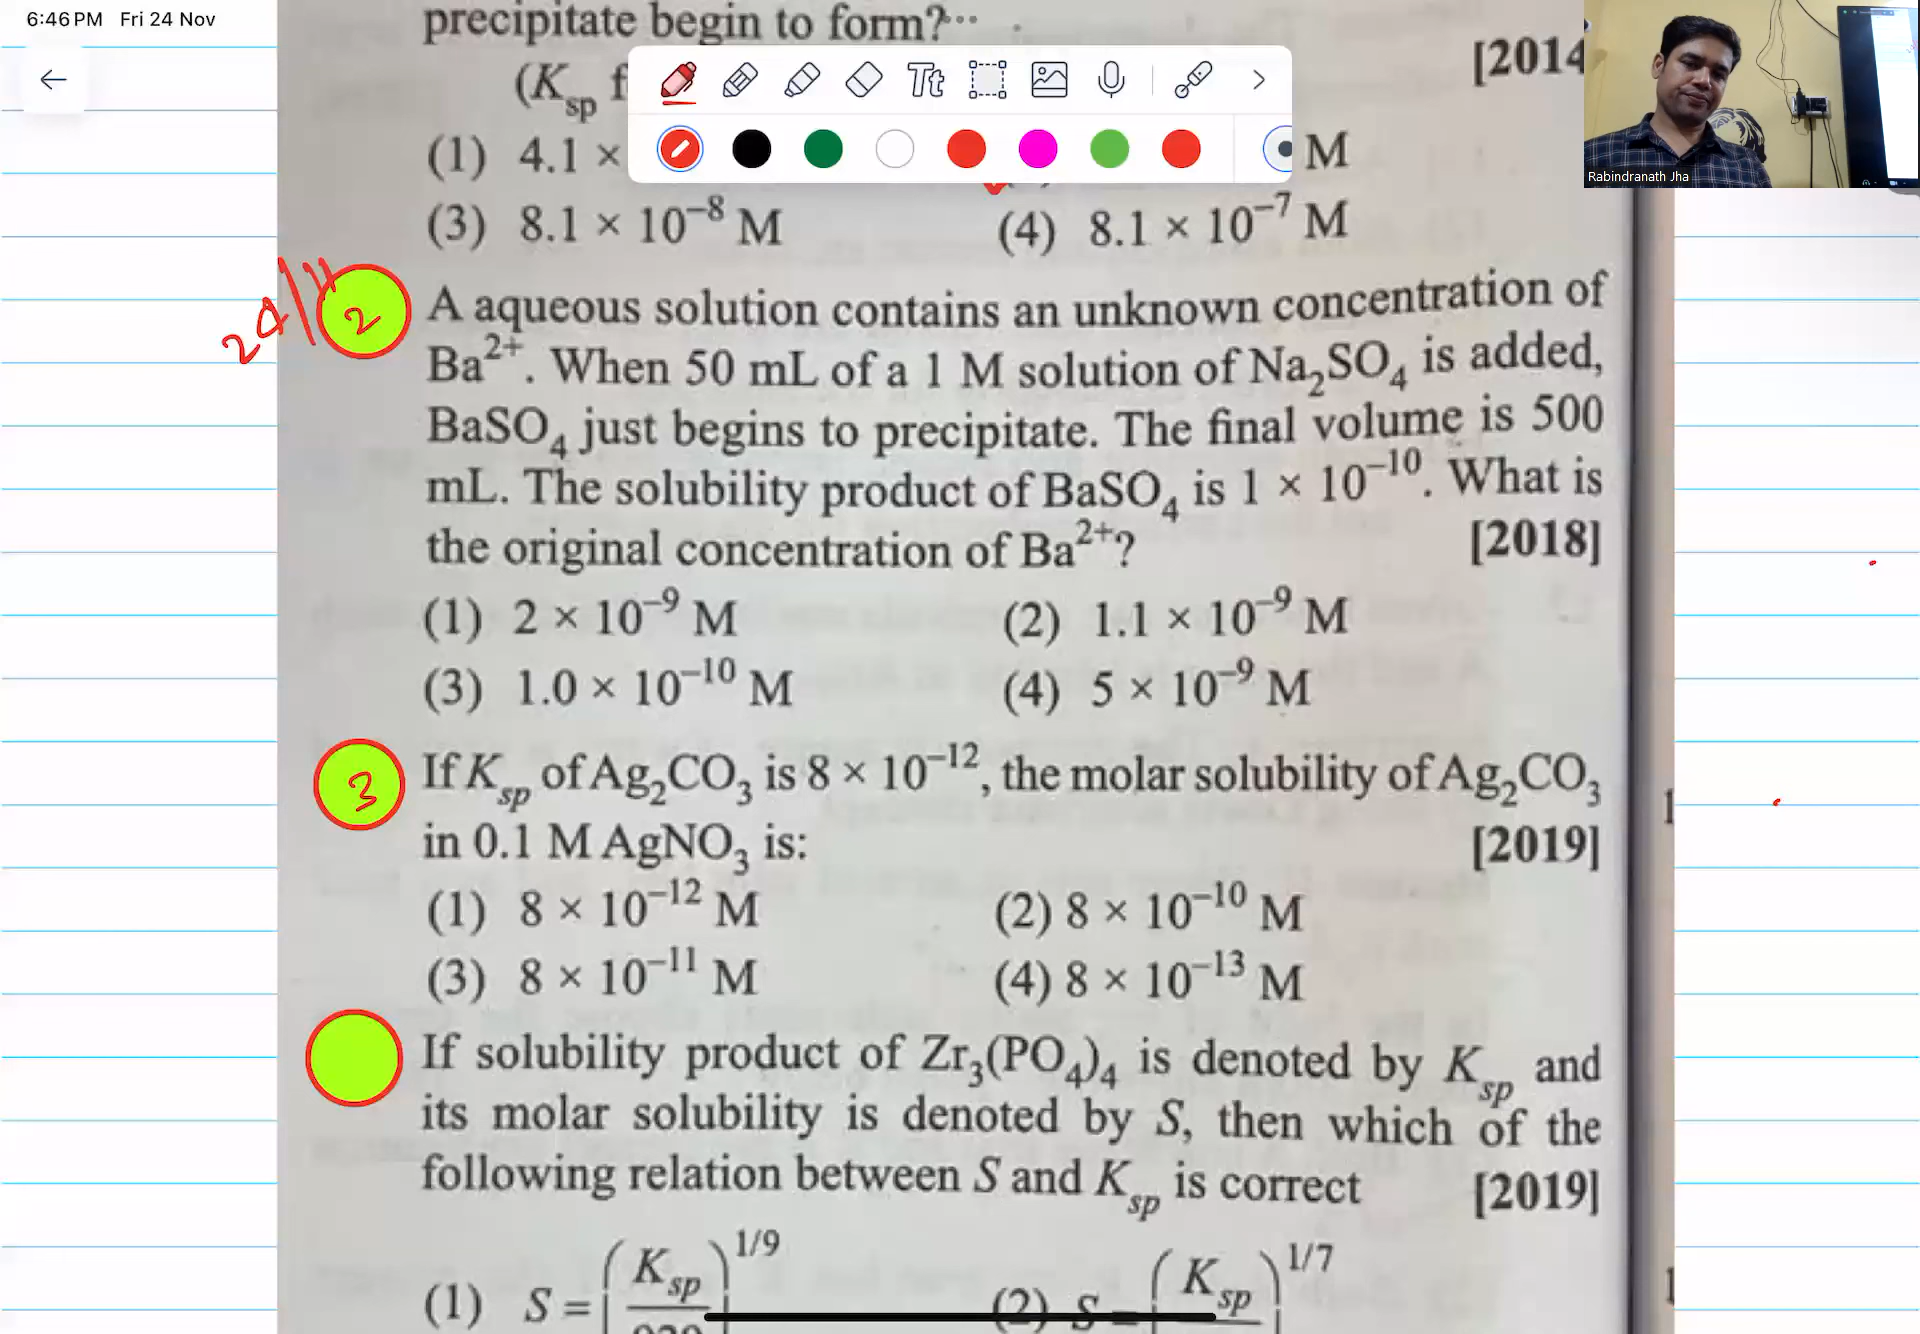 6:46 PM Fri 24 Nov
precipitate begin to form?...
[2014
(K_sp f
Tt
(1) 4.1 ×
M
Rabindranath Jha
(3) 8.1 × 10⁻⁸ M (4) 8.1 × 10⁻⁷ M
24/11
2
A aqueous solution contains an unknown concentration of
Ba²⁺. When 50 mL of a 1 M solution of Na₂SO₄ is added,
BaSO₄ just begins to precipitate. The final volume is 500
mL. The solubility product of BaSO₄ is 1 × 10⁻¹⁰. What is
the original concentration of Ba²⁺? [2018]
(1) 2 × 10⁻⁹ M (2) 1.1 × 10⁻⁹ M
(3) 1.0 × 10⁻¹⁰ M (4) 5 × 10⁻⁹ M
3
If K_sp of Ag₂CO₃ is 8 × 10⁻¹², the molar solubility of Ag₂CO₃
in 0.1 M AgNO₃ is: [2019]
(1) 8 × 10⁻¹² M (2) 8 × 10⁻¹⁰ M
(3) 8 × 10⁻¹¹ M (4) 8 × 10⁻¹³ M
If solubility product of Zr₃(PO₄)₄ is denoted by K_sp and
its molar solubility is denoted by S, then which of the
following relation between S and K_sp is correct [2019]
(1) S = (K_sp)^1/9 (2) S = (K_sp)^1/7